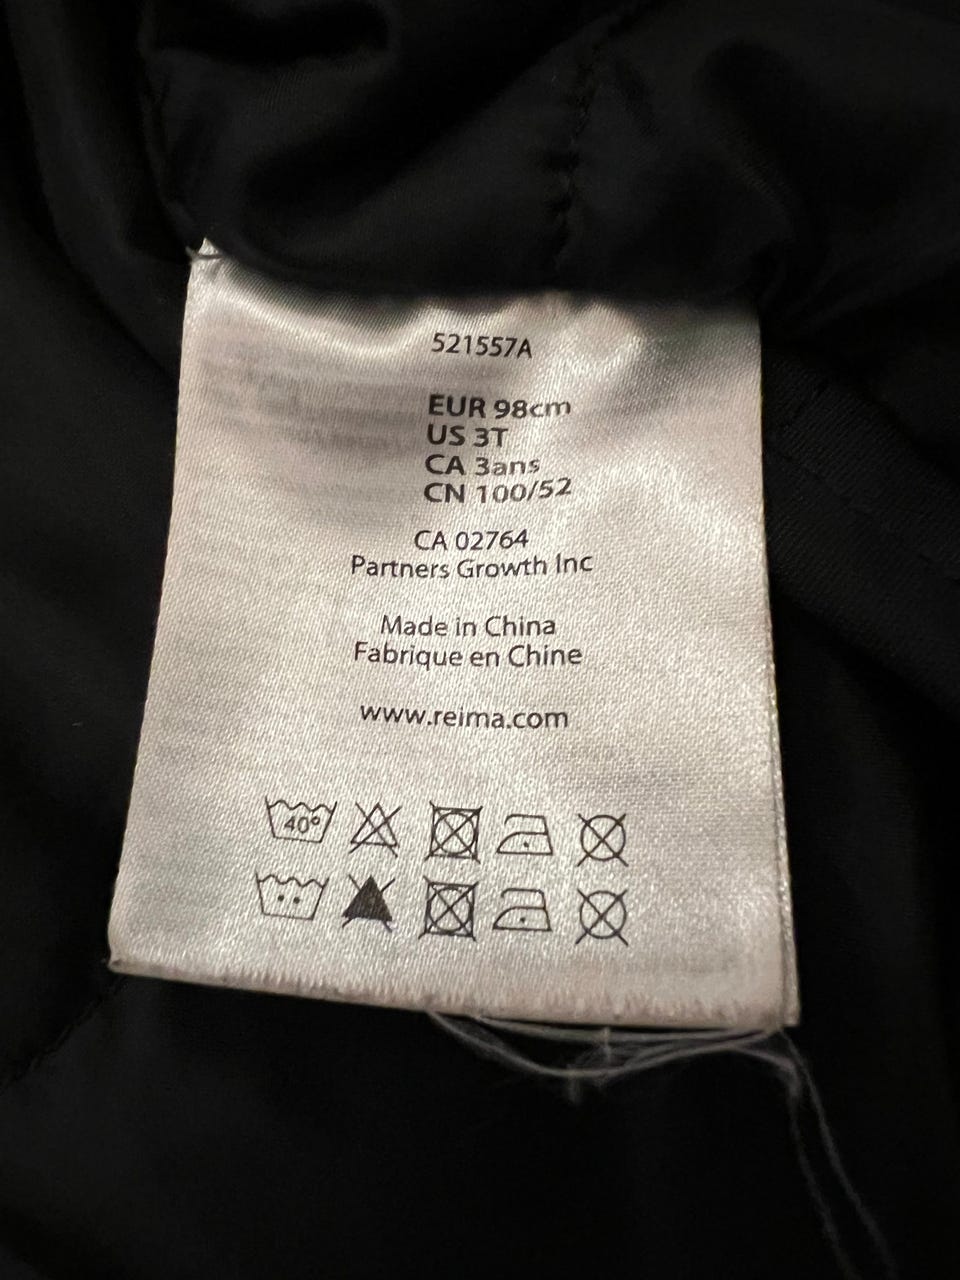 521557A
EUR 98cm
US 3T
CA 3ans
CN 100/52
CA 02764
Partners Growth Inc
Made in China
Fabrique en Chine
www.reima.com
40°